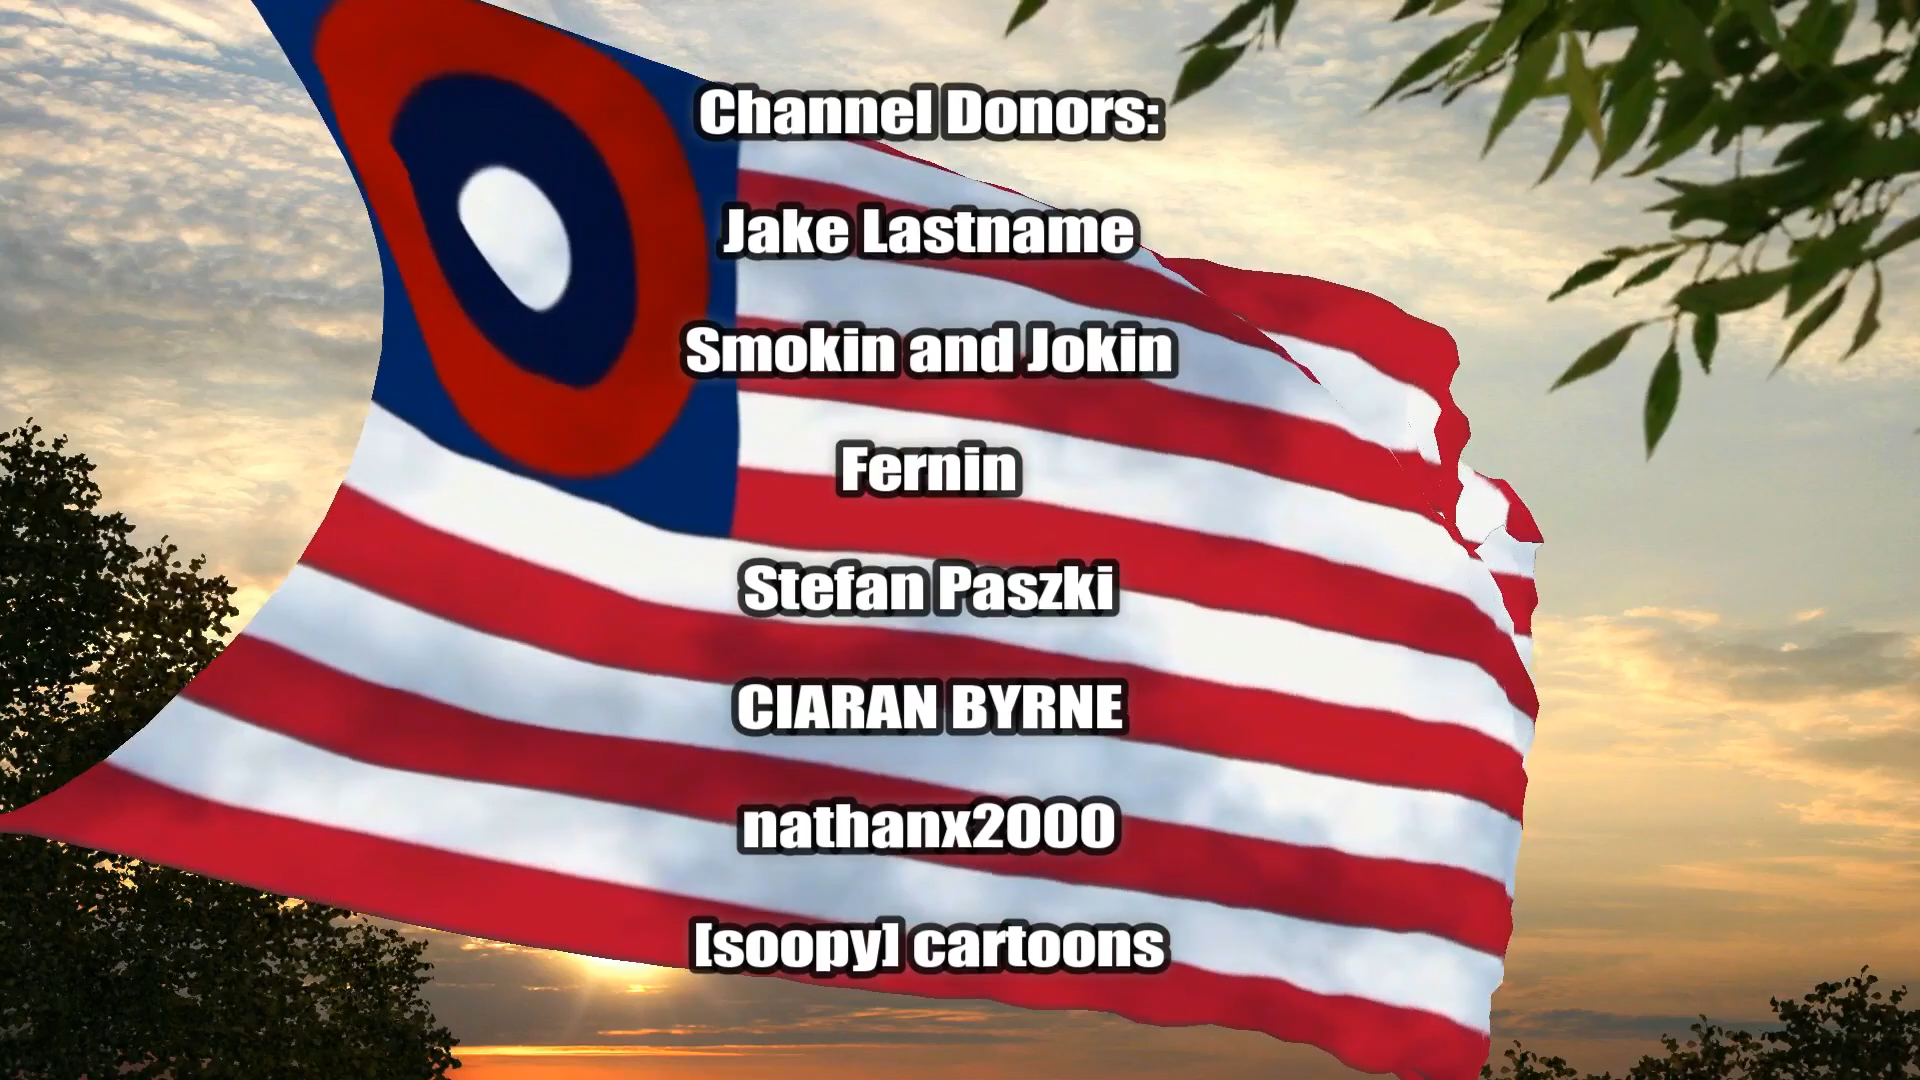 Channel Donors:
Jake Lastname
Smokin and Jokin
Fernin
Stefan Paszki
CIARAN BYRNE
nathanx2000
[soopy] cartoons